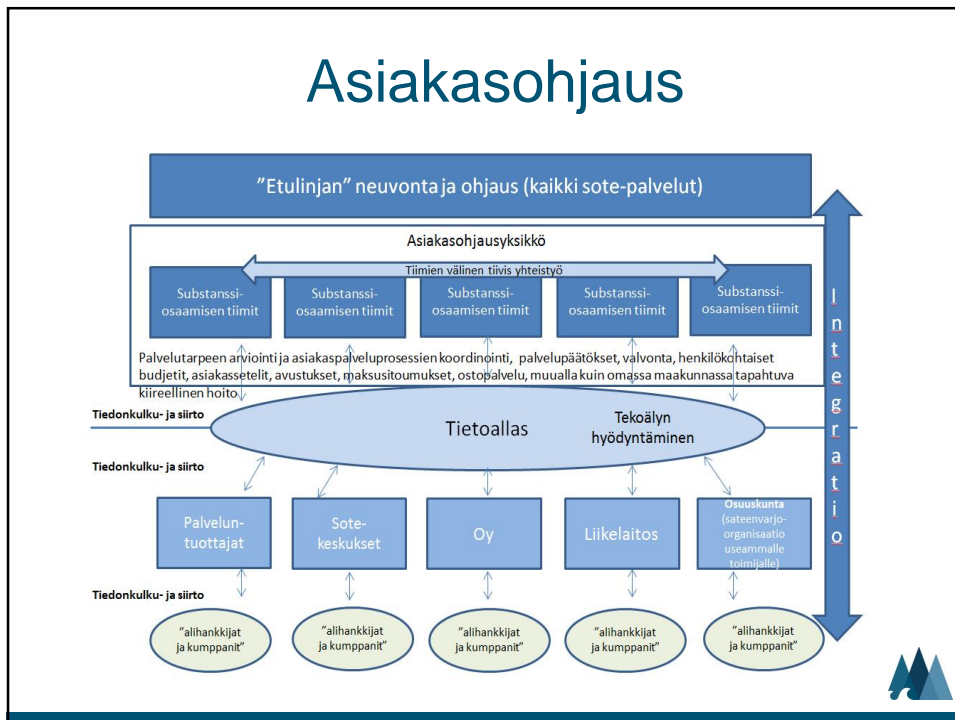 Asiakasohjaus
”Etulinjan” neuvonta ja ohjaus (kaikki sote-palvelut)
Asiakasohjausyksikkö
Tiimien välinen tiivis yhteistyö
Substanssi-
osaamisen tiimit
Substanssi-
osaamisen tiimit
Substanssi-
osaamisen tiimit
Substanssi-
osaamisen tiimit
Substanssi-
osaamisen tiimit
Palvelutarpeen arviointi ja asiakaspalveluprosessien koordinointi, palvelupäätökset, valvonta, henkilökohtaiset
budjetit, asiakassetelit, avustukset, maksusitoumukset, ostopalvelu, muualla kuin omassa maakunnassa tapahtuva
kiireellinen hoito
Tiedonkulku- ja siirto
Tietoallas
Tekoälyn
hyödyntäminen
Tiedonkulku- ja siirto
Palvelun-
tuottajat
Sote-
keskukset
Oy
Liikelaitos
Osuuskunta
(sateenvarjo-
organisaatio
useammalle
toimijalle)
Tiedonkulku- ja siirto
”alihankkijat
ja kumppanit”
”alihankkijat
ja kumppanit”
”alihankkijat
ja kumppanit”
”alihankkijat
ja kumppanit”
”alihankkijat
ja kumppanit”
Integratio